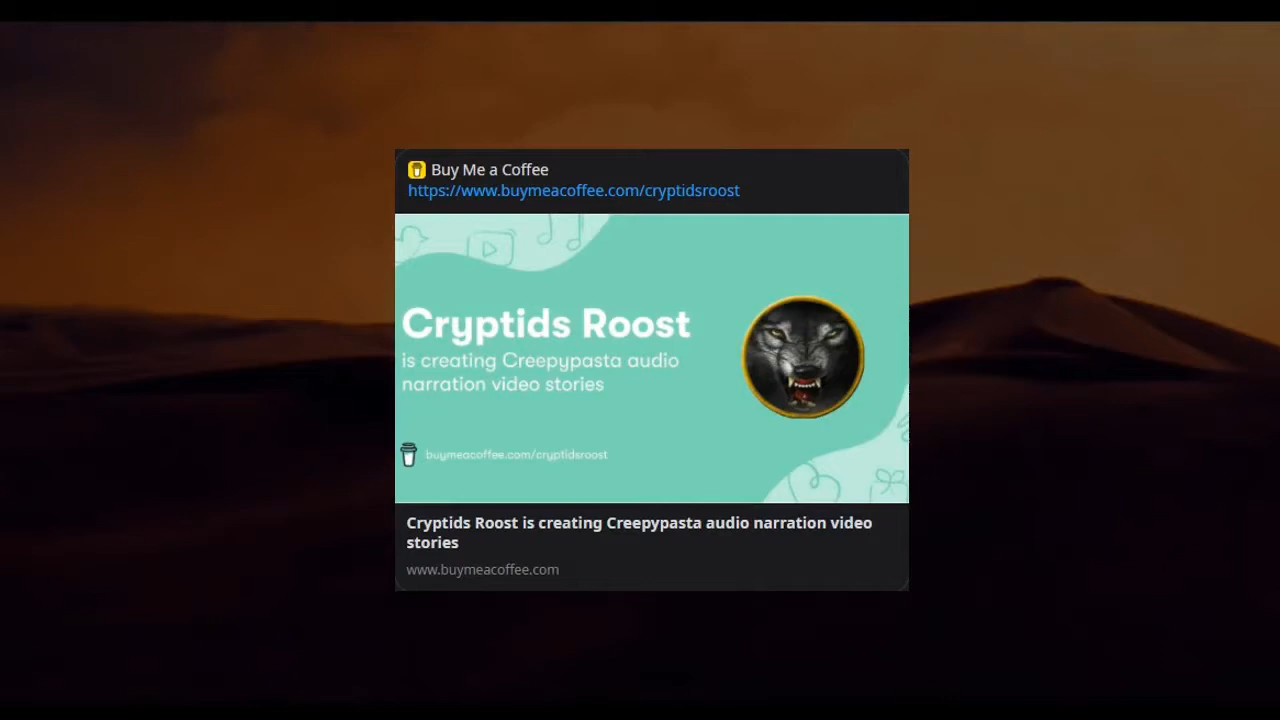 Buy Me a Coffee
https://www.buymeacoffee.com/cryptidsroost
Cryptids Roost
is creating Creepypasta audio
narration video stories
buymeacoffee.com/cryptidsroost
Cryptids Roost is creating Creepypasta audio narration video
stories
www.buymeacoffee.com